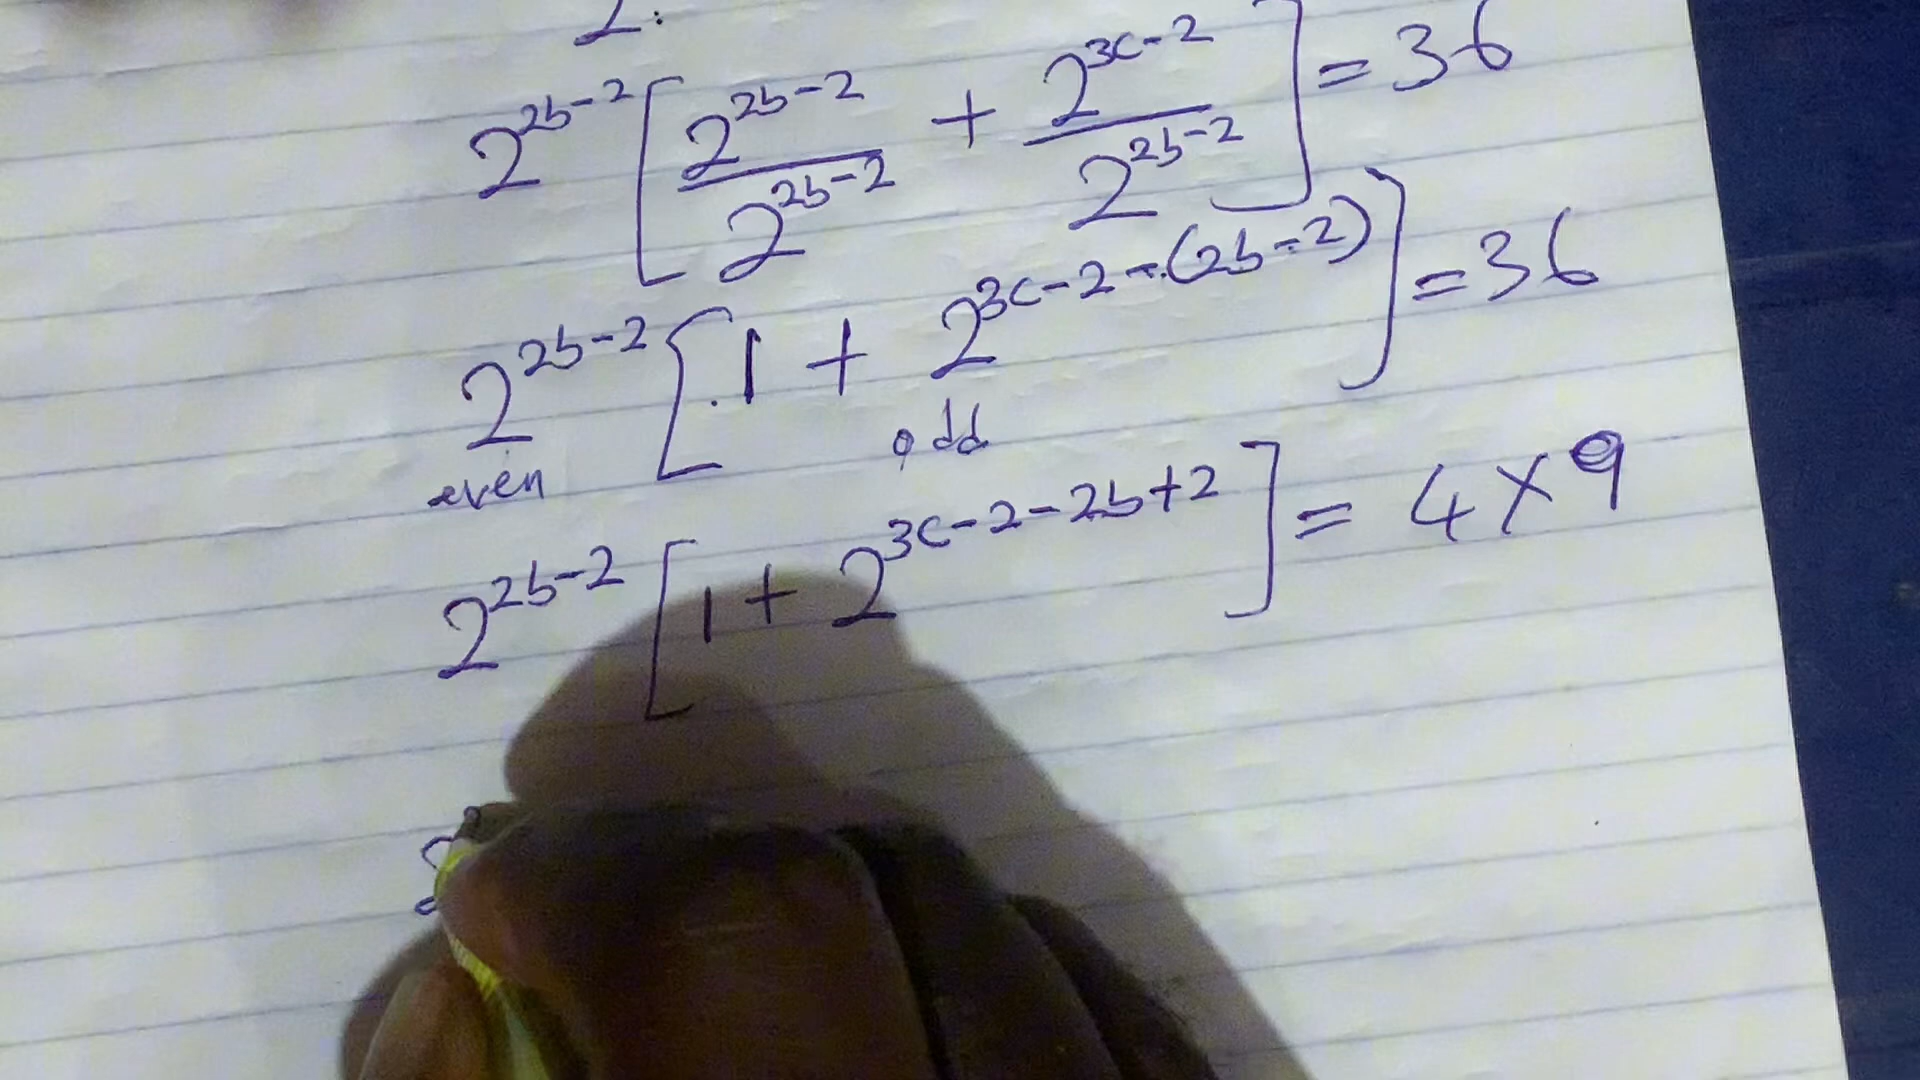 2^{2b-2} [ \frac{2^{2b-2}}{2^{2b-2}} + \frac{2^{3c-2}}{2^{2b-2}} ] = 36
2^{2b-2} [ 1 + 2^{3c-2-(2b-2)} ] = 36
even odd
2^{2b-2} [ 1 + 2^{3c-2-2b+2} ] = 4 × 9